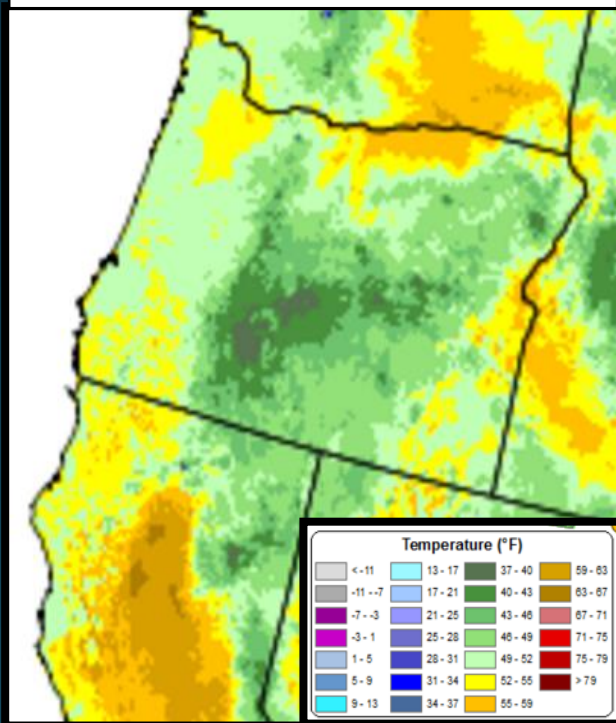 Temperature (°F)
< -11 13 - 17 37 - 40 59 - 63
-11 - -7 17 - 21 40 - 43 63 - 67
-7 - -3 21 - 25 43 - 46 67 - 71
-3 - 1 25 - 28 46 - 49 71 - 75
1 - 5 28 - 31 49 - 52 75 - 79
5 - 9 31 - 34 52 - 55 > 79
9 - 13 34 - 37 55 - 59